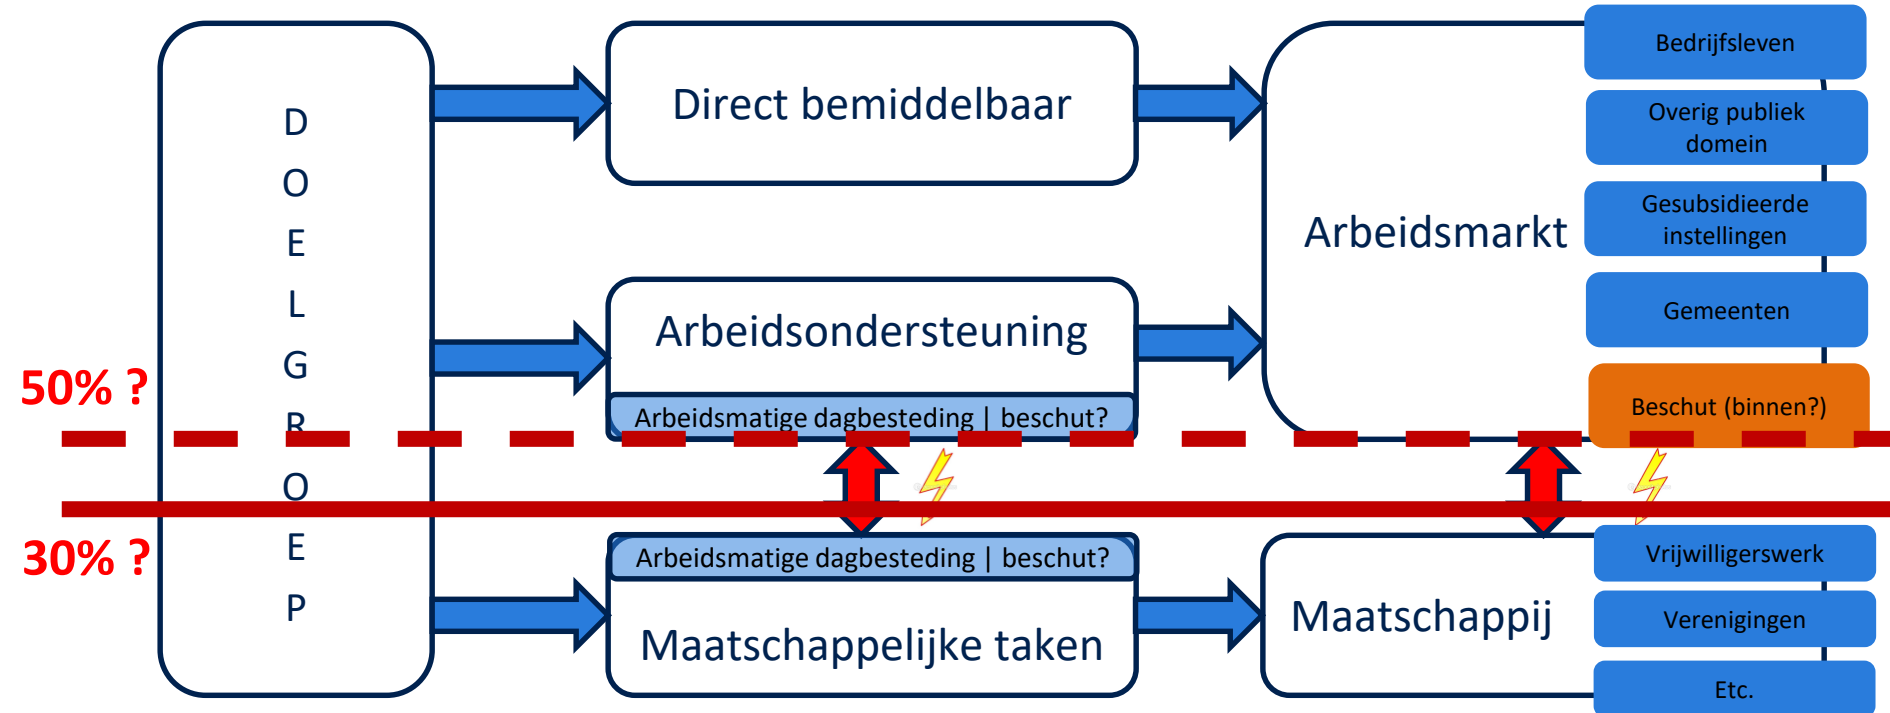 D
O
E
L
G
R
O
E
P
50% ?
30% ?
Direct bemiddelbaar
Arbeidsondersteuning
Arbeidsmatige dagbesteding | beschut?
Arbeidsmatige dagbesteding | beschut?
Maatschappelijke taken
Arbeidsmarkt
Bedrijfsleven
Overig publiek
domein
Gesubsidieerde
instellingen
Gemeenten
Beschut (binnen?)
Maatschappij
Vrijwilligerswerk
Verenigingen
Etc.